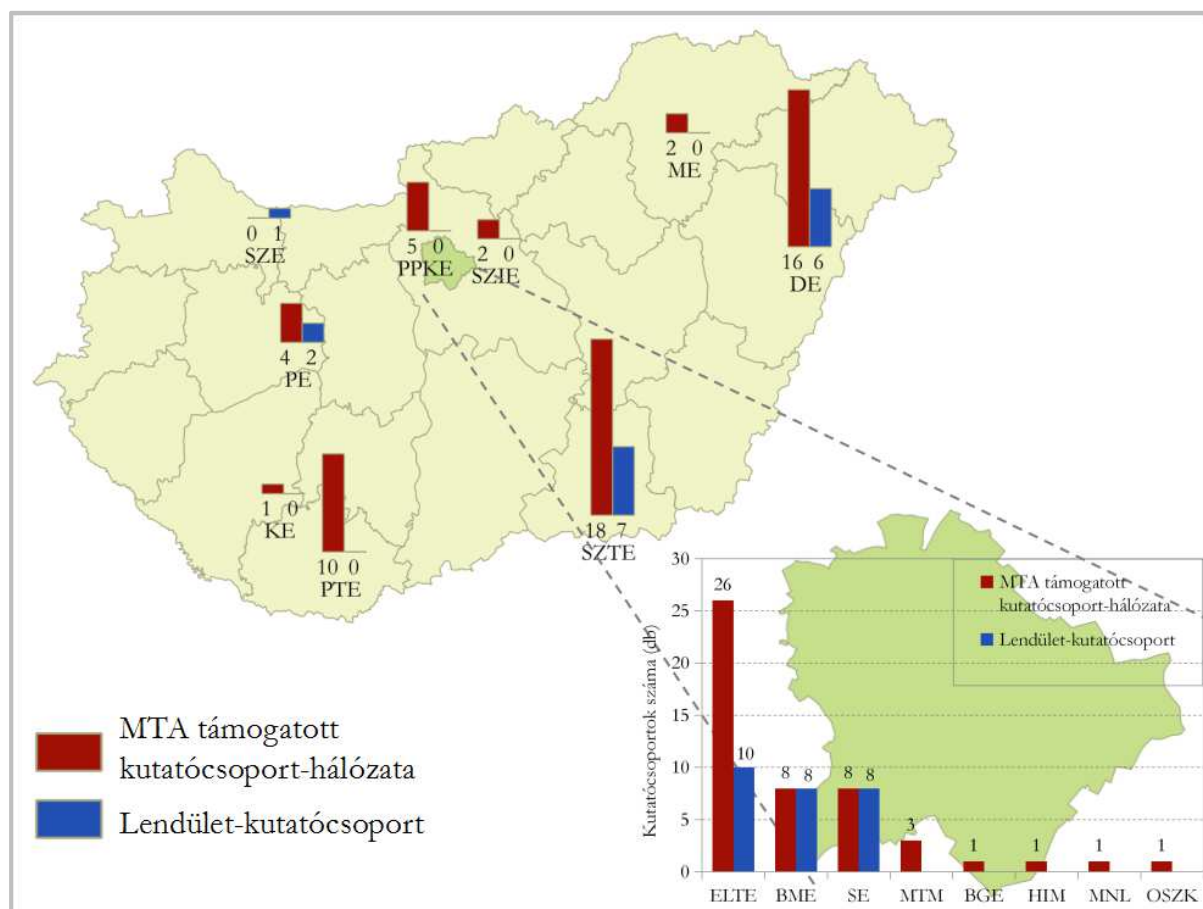 2 0
ME
16 6
DE
5 0
PPKE
2 0
SZIE
0 1
SZE
4 2
PE
1 0
KE
10 0
PTE
18 7
SZTE
MTA támogatott
kutatócsoport-hálózata
Lendület-kutatócsoport
Kutatócsoportok száma (db)
30
25
20
15
10
5
0
26
10
8
8
8
8
3
1
1
1
1
ELTE BME SE MTM BGE HIM MNL OSZK
MTA támogatott
kutatócsoport-hálózata
Lendület-kutatócsoport